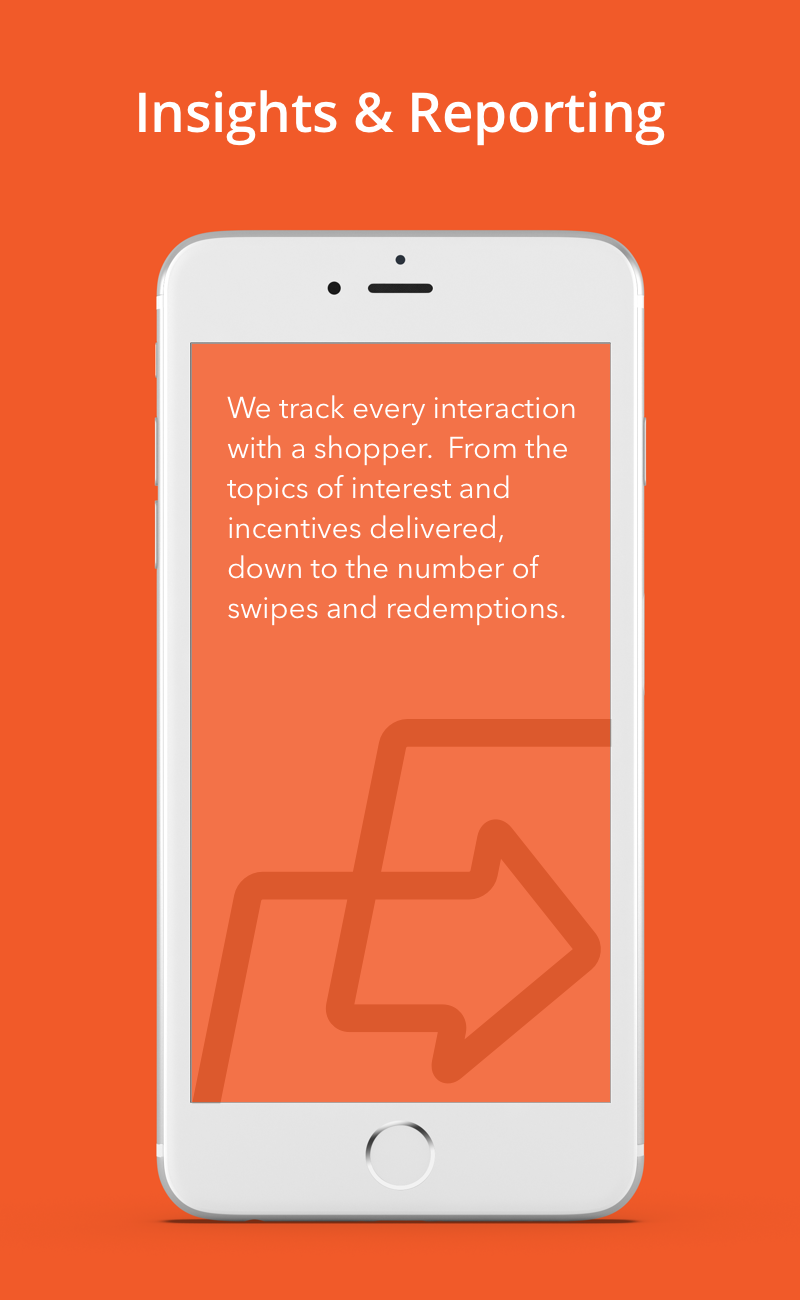 Insights & Reporting
We track every interaction
with a shopper.  From the
topics of interest and
incentives delivered,
down to the number of
swipes and redemptions.